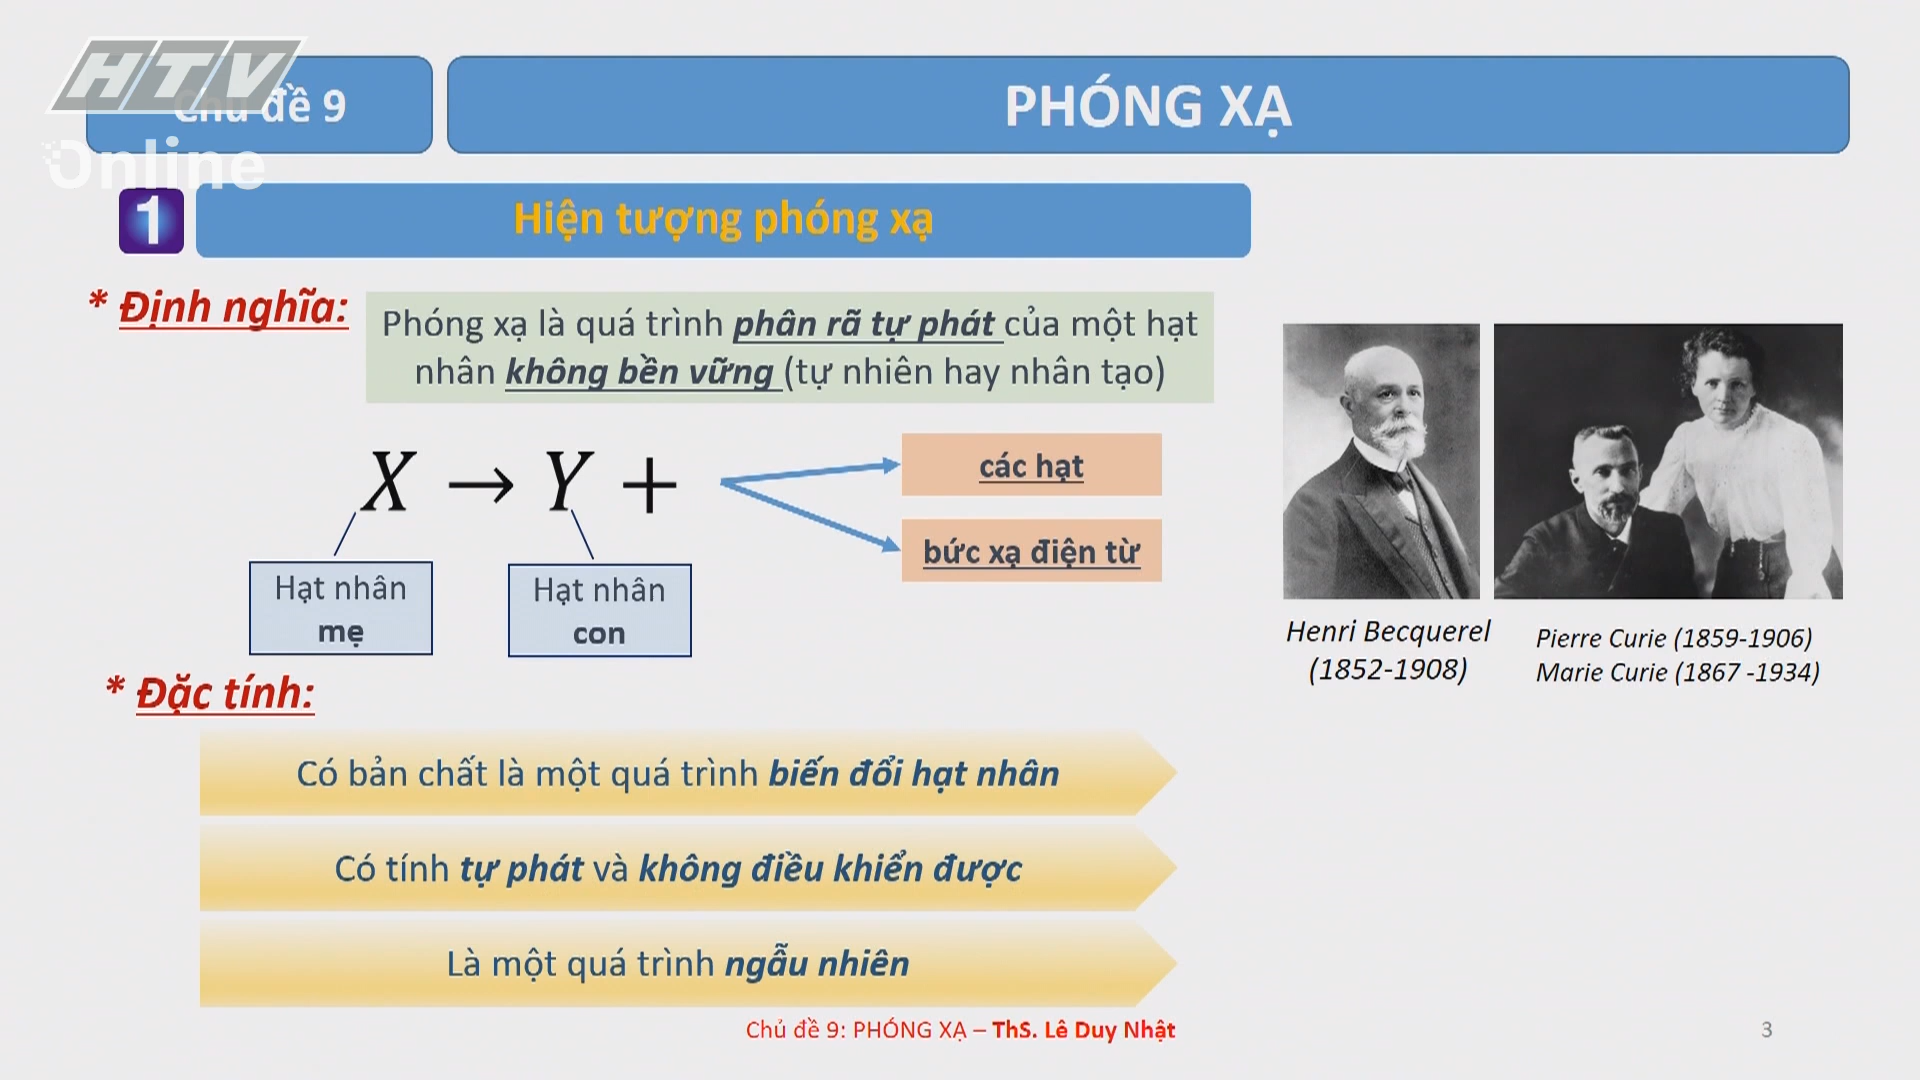 HTV
Online
Chủ đề 9
PHÓNG XẠ
1
Hiện tượng phóng xạ
* Định nghĩa:
Phóng xạ là quá trình phân rã tự phát của một hạt
nhân không bền vững (tự nhiên hay nhân tạo)
X → Y +
các hạt
bức xạ điện từ
Hạt nhân
mẹ
Hạt nhân
con
Henri Becquerel
(1852-1908)
Pierre Curie (1859-1906)
Marie Curie (1867 -1934)
* Đặc tính:
Có bản chất là một quá trình biến đổi hạt nhân
Có tính tự phát và không điều khiển được
Là một quá trình ngẫu nhiên
Chủ đề 9: PHÓNG XẠ – ThS. Lê Duy Nhật
3